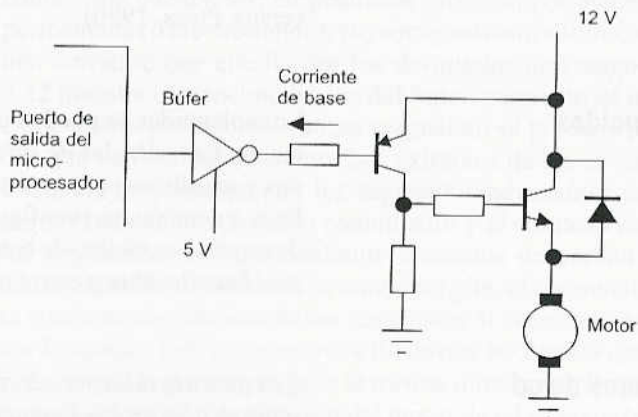 12 V
Corriente
de base
Búfer
Puerto de
salida del
micro-
procesador
5 V
Motor